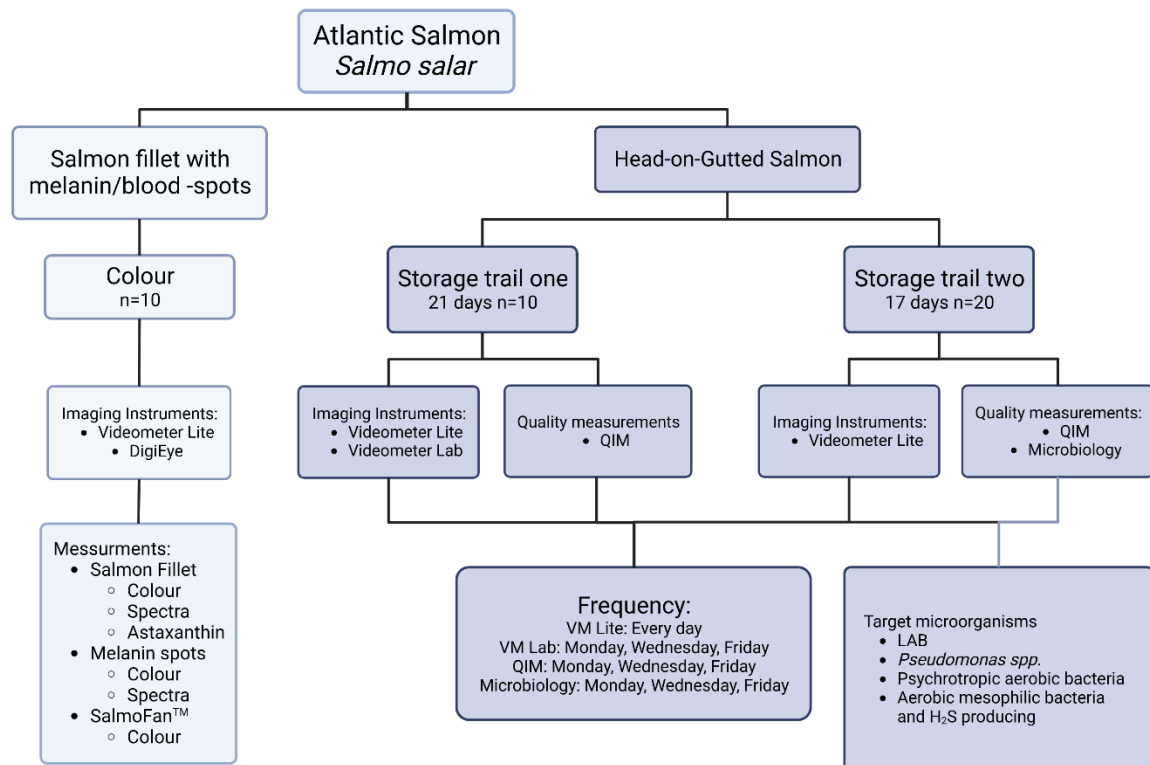 Atlantic Salmon
Salmo salar
Salmon fillet with
melanin/blood -spots
Head-on-Gutted Salmon
Colour
n=10
Storage trail one
21 days n=10
Storage trail two
17 days n=20
Imaging Instruments:
• Videometer Lite
• DigiEye
Imaging Instruments:
• Videometer Lite
• Videometer Lab
Quality measurements
• QIM
Imaging Instruments:
• Videometer Lite
Quality measurements:
• QIM
• Microbiology
Messurments:
• Salmon Fillet
○ Colour
○ Spectra
○ Astaxanthin
• Melanin spots
○ Colour
○ Spectra
• SalmoFan™
○ Colour
Frequency:
VM Lite: Every day
VM Lab: Monday, Wednesday, Friday
QIM: Monday, Wednesday, Friday
Microbiology: Monday, Wednesday, Friday
Target microorganisms
• LAB
• Pseudomonas spp.
• Psychrotropic aerobic bacteria
• Aerobic mesophilic bacteria
and H₂S producing